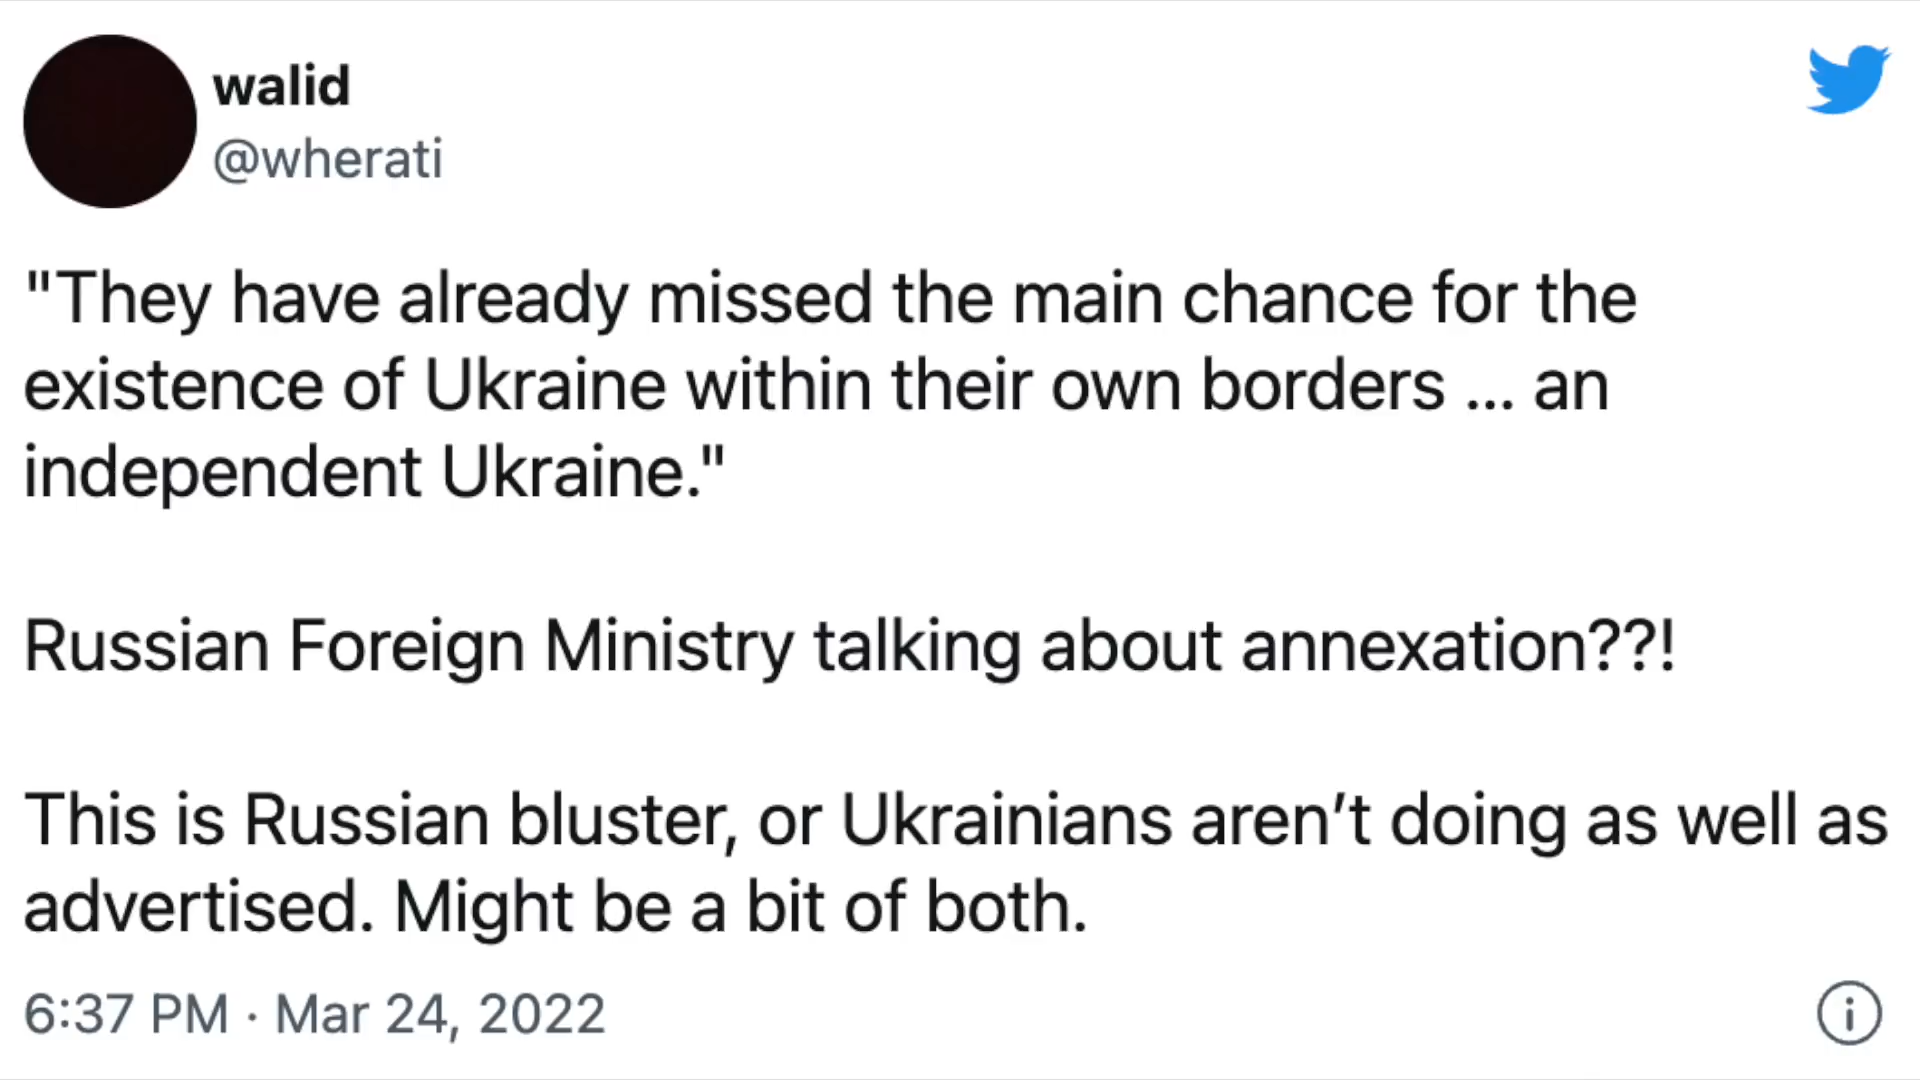 walid
@wherati
"They have already missed the main chance for the
existence of Ukraine within their own borders ... an
independent Ukraine."
Russian Foreign Ministry talking about annexation??!
This is Russian bluster, or Ukrainians aren’t doing as well as
advertised. Might be a bit of both.
6:37 PM · Mar 24, 2022